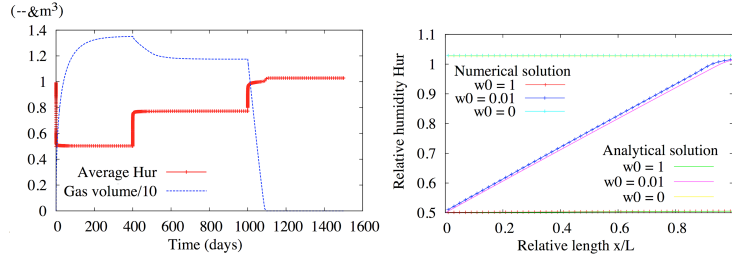 (--&m³)
1.4
1.2
1
0.8
0.6
0.4
0.2
0
Average Hur
Gas volume/10
0 200 400 600 800 1000 1200 1400 1600
Time (days)
Relative humidity Hur
1.1
1
0.9
0.8
0.7
0.6
0.5
Numerical solution
w0 = 1
w0 = 0.01
w0 = 0
Analytical solution
w0 = 1
w0 = 0.01
w0 = 0
0 0.2 0.4 0.6 0.8
Relative length x/L